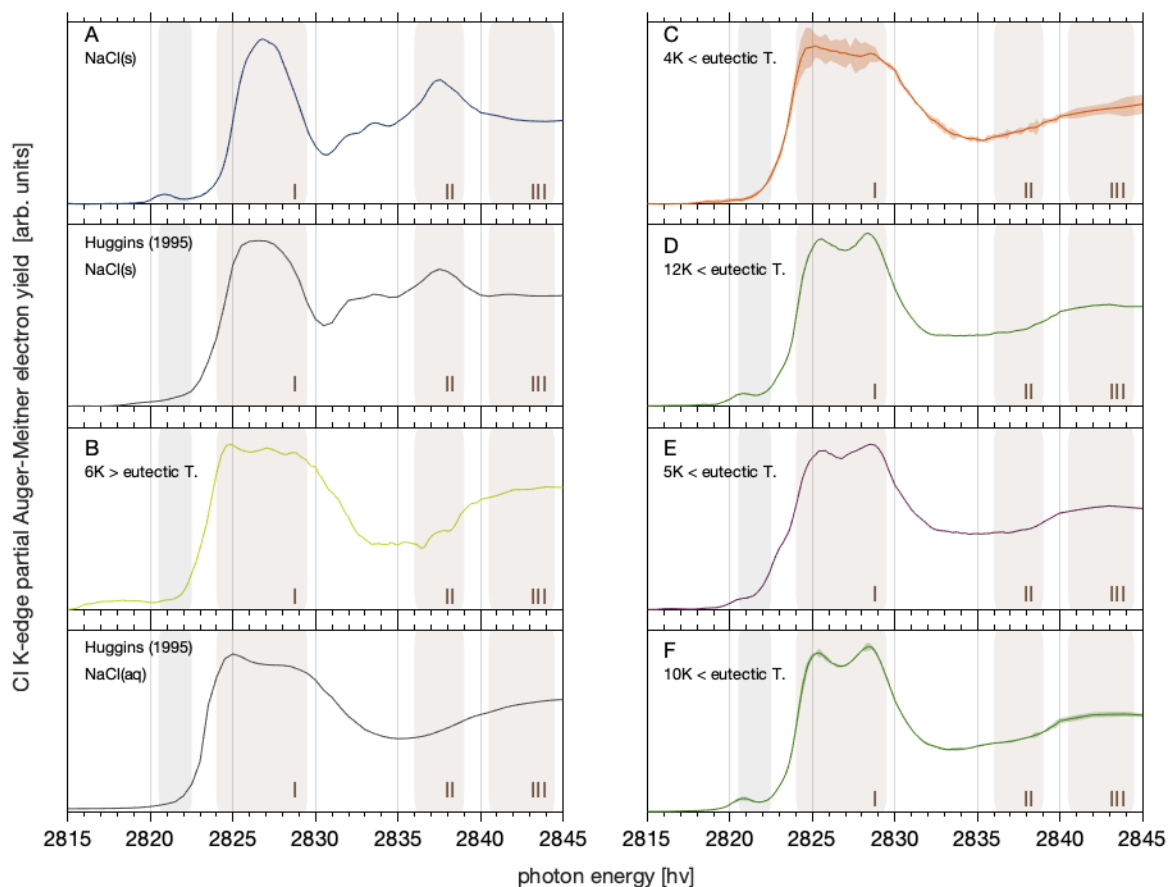 Cl K-edge partial Auger-Meitner electron yield [arb. units]
A
NaCl(s)
I
II
III
Huggins (1995)
NaCl(s)
I
II
III
B
6K > eutectic T.
I
II
III
Huggins (1995)
NaCl(aq)
I
II
III
2815 2820 2825 2830 2835 2840 2845
C
4K < eutectic T.
I
II
III
D
12K < eutectic T.
I
II
III
E
5K < eutectic T.
I
II
III
F
10K < eutectic T.
I
II
III
2815 2820 2825 2830 2835 2840 2845
photon energy [hv]